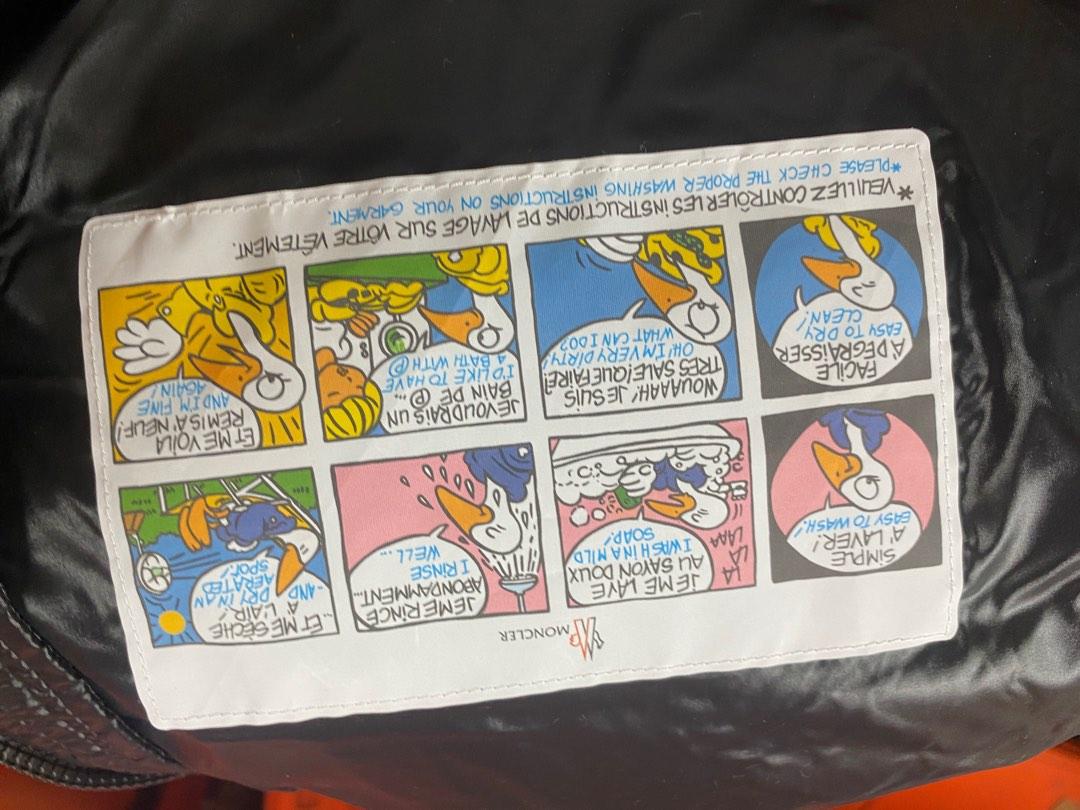 MONCLER
SIMPLE
A' LAVER!
EASY TO WASH!
LA
LA
LAAA
JE ME LAVE
AU SAVON DOUX
I WASH IN A MILD
SOAP!
JE ME RINCE
ABONDAMMENT...
I RINSE
WELL...
...ET ME SÈCHE
À L'AIR!
...AND
DRY IN AN
AERATED
SPOT!
FACILE
À DÉGRAISSER
EASY TO DRY
CLEAN!
WOUAAAH! JE SUIS
TRÈS SALE! QUE FAIRE?
OH! I'M VERY DIRTY!
WHAT CAN I DO?
JE VOUDRAIS UN
BAIN DE Ⓟ...
I'D LIKE TO HAVE
A BATH WITH Ⓟ
ET ME VOILÀ
REMIS A NEUF!
AND I'M FINE
AGAIN!
*VEUILLEZ CONTRÔLER LES INSTRUCTIONS DE LAVAGE SUR VÔTRE VÊTEMENT.
*PLEASE CHECK THE PROPER WASHING INSTRUCTIONS ON YOUR GARMENT.